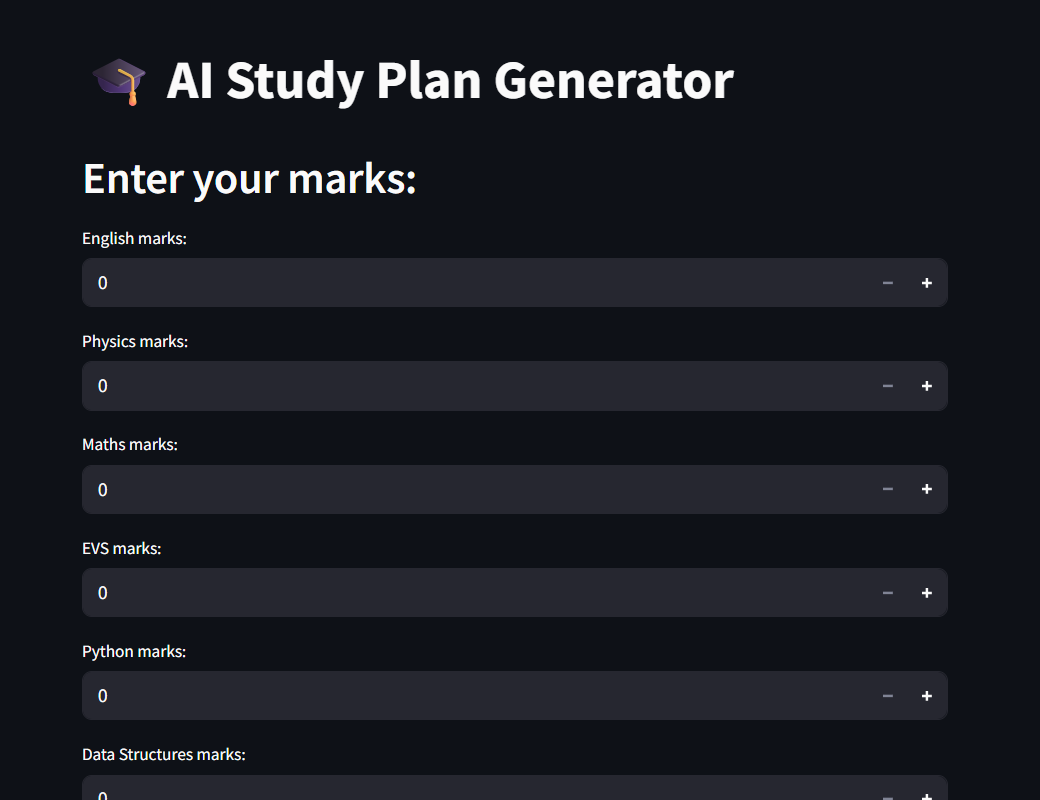 AI Study Plan Generator
Enter your marks:
English marks:
0
Physics marks:
0
Maths marks:
0
EVS marks:
0
Python marks:
0
Data Structures marks:
0